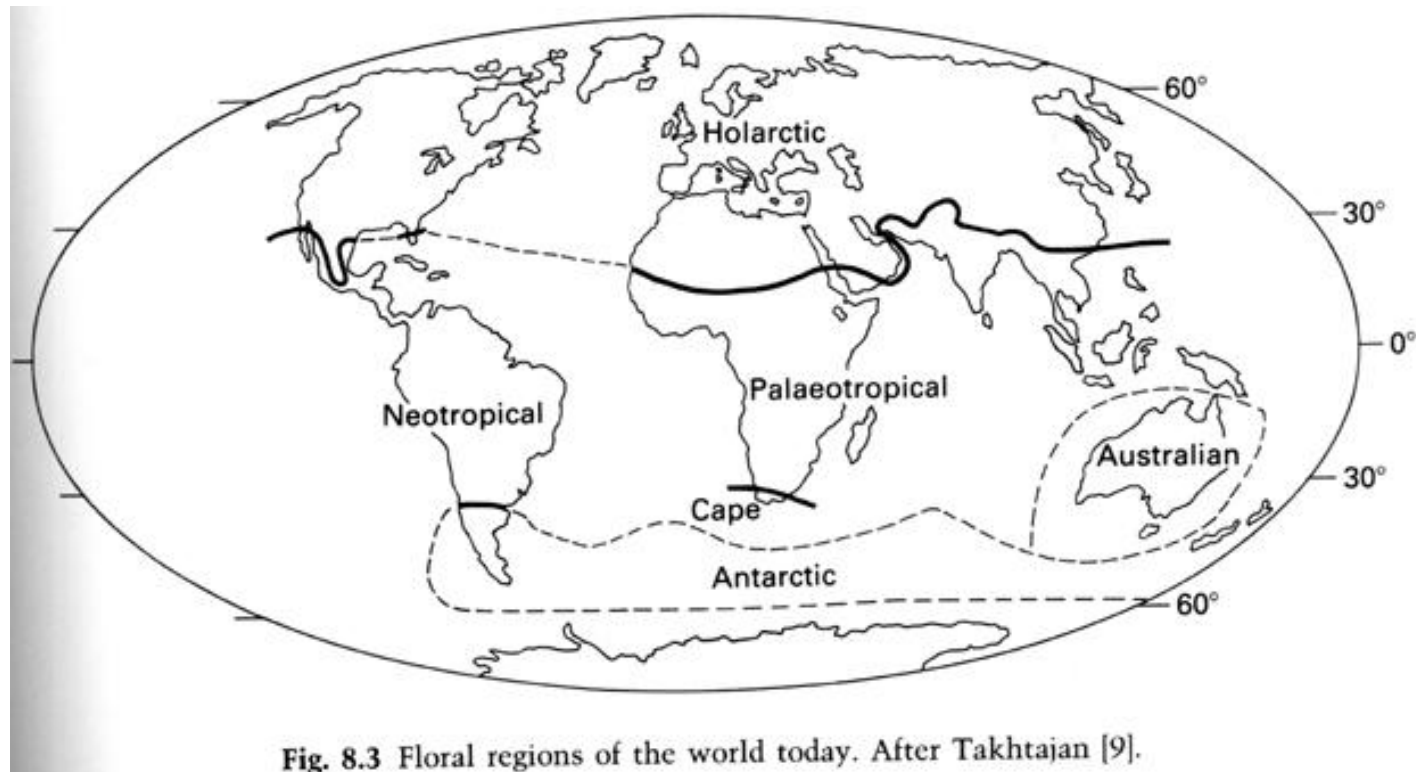 60°
Holarctic
30°
0°
Palaeotropical
Neotropical
Australian
30°
Cape
Antarctic
60°
Fig. 8.3 Floral regions of the world today. After Takhtajan [9].